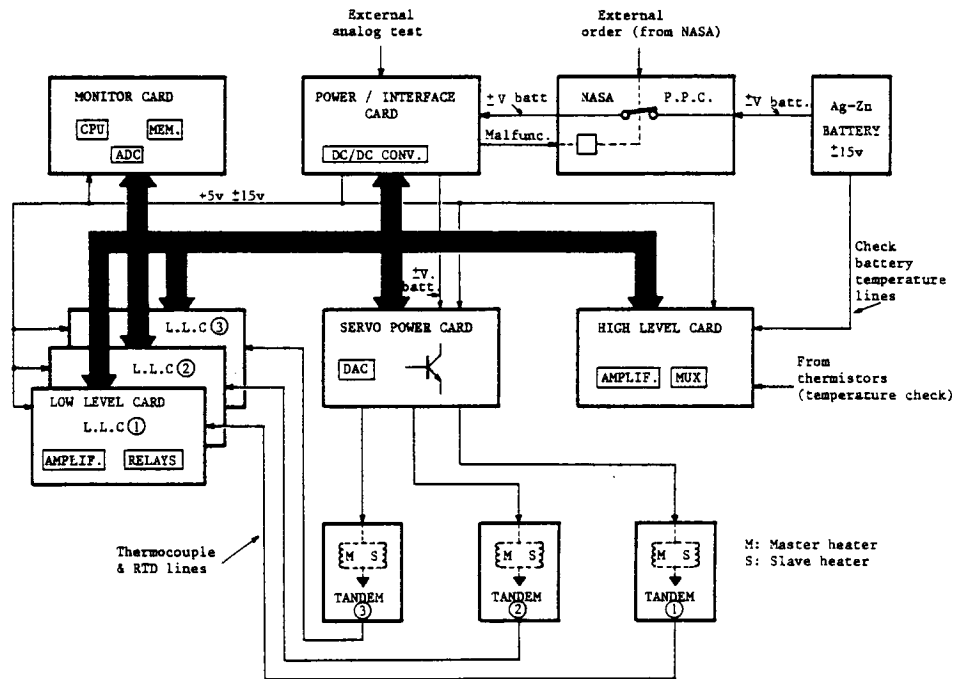 External
analog test
External
order (from NASA)
MONITOR CARD
CPU
MEM.
ADC
POWER / INTERFACE
CARD
DC/DC CONV.
±V batt
Malfunc.
NASA P.P.C.
±V batt.
Ag-Zn
BATTERY
±15v
+5v ±15v
±V.
batt.
Check
battery
temperature
lines
L.L.C ③
L.L.C ②
LOW LEVEL CARD
L.L.C ①
AMPLIF.
RELAYS
SERVO POWER CARD
DAC
HIGH LEVEL CARD
AMPLIF.
MUX
From
thermistors
(temperature check)
Thermocouple
& RTD lines
M S
TANDEM
③
M S
TANDEM
②
M S
TANDEM
①
M: Master heater
S: Slave heater